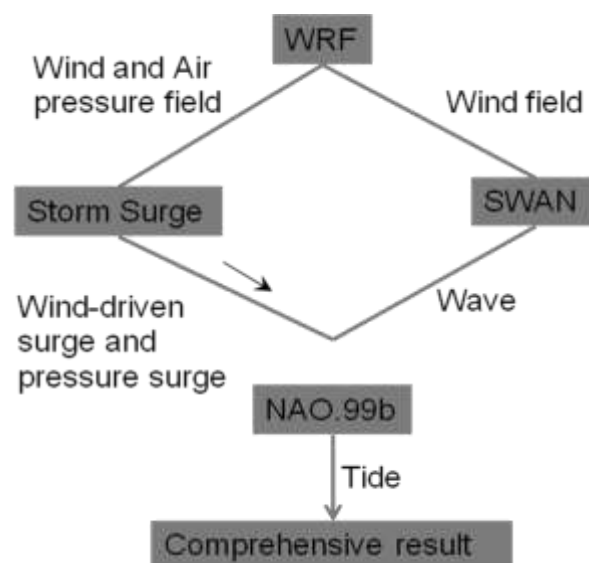 WRF
Wind and Air
pressure field
Wind field
Storm Surge
SWAN
Wind-driven
surge and
pressure surge
Wave
NAO.99b
Tide
Comprehensive result